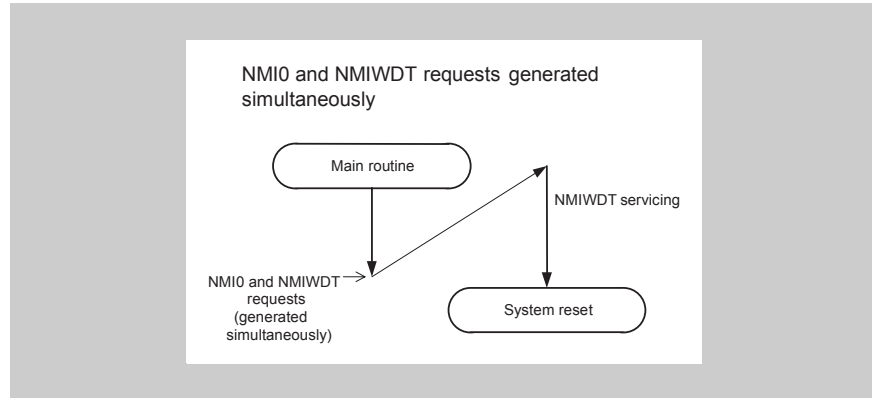 NMI0 and NMIWDT requests generated
simultaneously
Main routine
NMIWDT servicing
NMI0 and NMIWDT
requests
(generated
simultaneously)
System reset